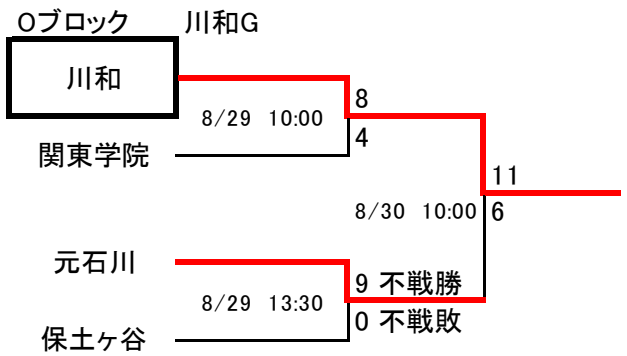 Oブロック 川和G
川和
8
8/29 10:00
4
関東学院
11
8/30 10:00
6
元石川
9 不戦勝
8/29 13:30
0 不戦敗
保土ヶ谷